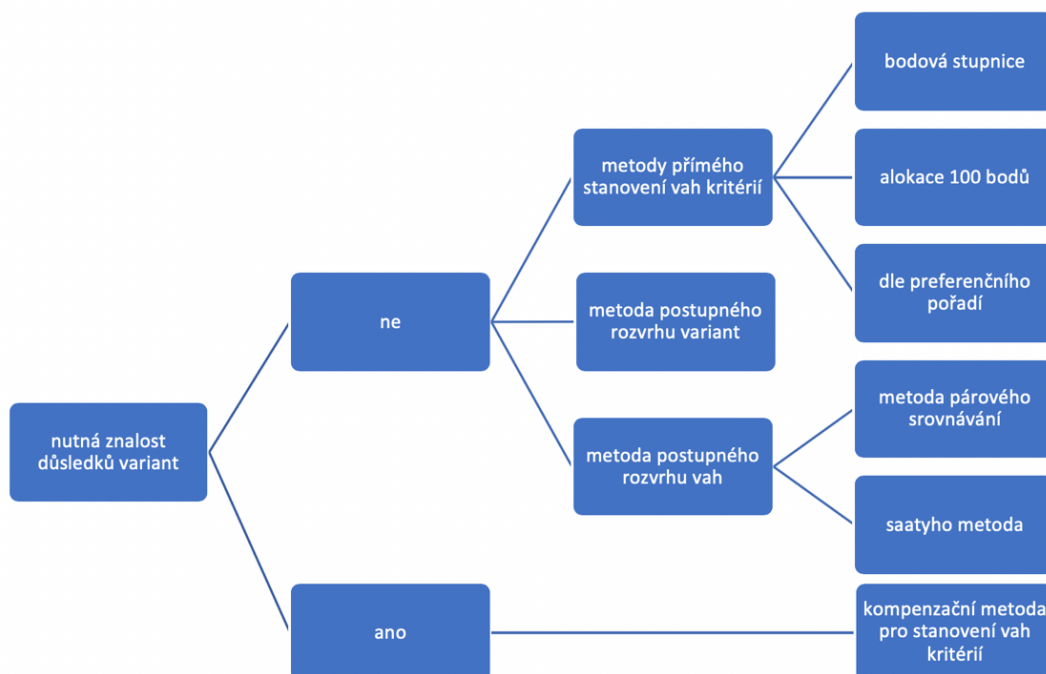 nutná znalost
důsledků variant
ne
ano
metody přímého
stanovení vah kritérií
metoda postupného
rozvrhu variant
metoda postupného
rozvrhu vah
bodová stupnice
alokace 100 bodů
dle preferenčního
pořadí
metoda párového
srovnávání
saatyho metoda
kompenzační metoda
pro stanovení vah
kritérií